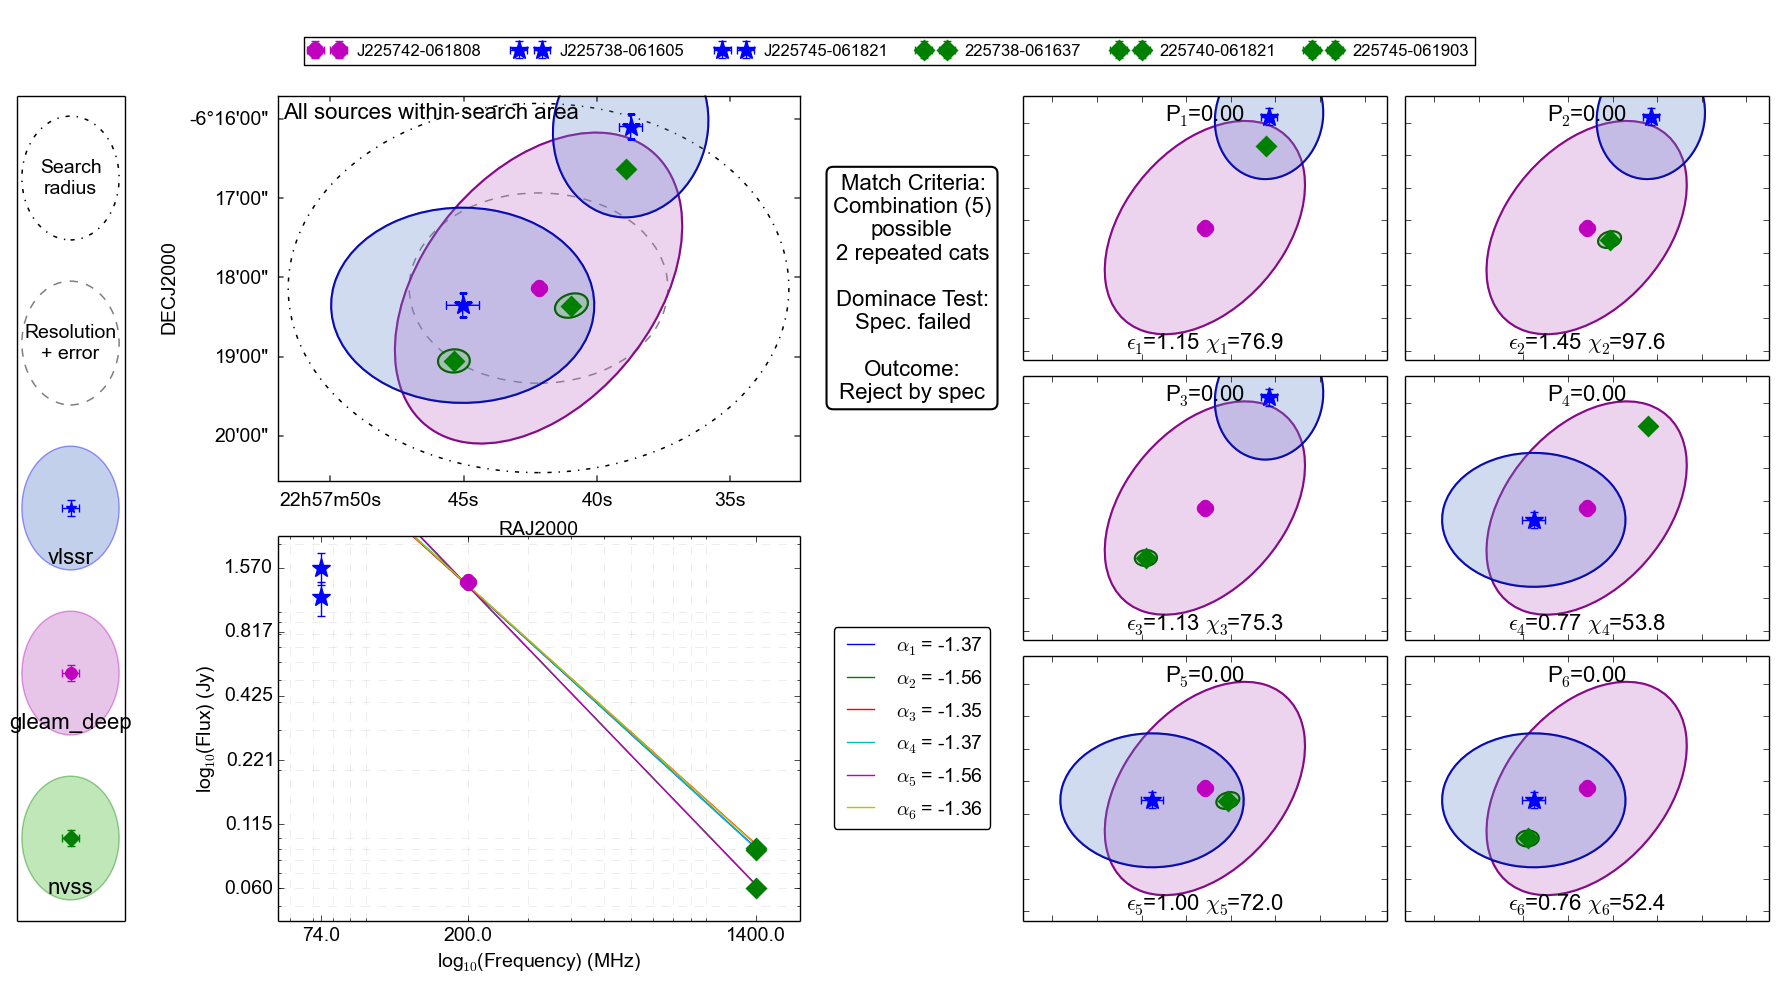 J225742-061808
J225738-061605
J225745-061821
225738-061637
225740-061821
225745-061903
Search
radius
Resolution
+ error
vlssr
gleam_deep
nvss
All sources within search area
DECJ2000
-6°16'00"
17'00"
18'00"
19'00"
20'00"
22h57m50s
45s
40s
35s
RAJ2000
Match Criteria:
Combination (5)
possible
2 repeated cats
Dominace Test:
Spec. failed
Outcome:
Reject by spec
log₁₀(Flux) (Jy)
1.570
0.817
0.425
0.221
0.115
0.060
74.0
200.0
1400.0
log₁₀(Frequency) (MHz)
α₁ = -1.37
α₂ = -1.56
α₃ = -1.35
α₄ = -1.37
α₅ = -1.56
α₆ = -1.36
P₁=0.00
ϵ₁=1.15 χ₁=76.9
P₂=0.00
ϵ₂=1.45 χ₂=97.6
P₃=0.00
ϵ₃=1.13 χ₃=75.3
P₄=0.00
ϵ₄=0.77 χ₄=53.8
P₅=0.00
ϵ₅=1.00 χ₅=72.0
P₆=0.00
ϵ₆=0.76 χ₆=52.4